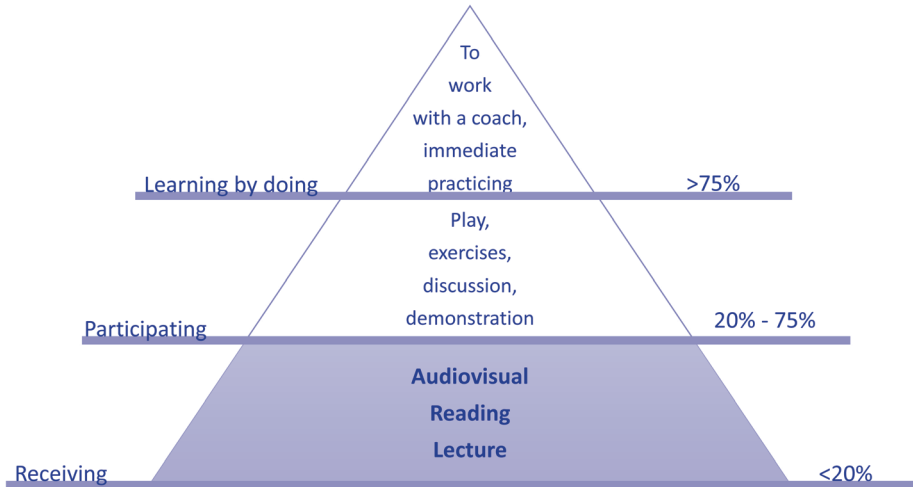 To
work
with a coach,
immediate
practicing
Learning by doing
>75%
Play,
exercises,
discussion,
demonstration
Participating
20% - 75%
Audiovisual
Reading
Lecture
Receiving
<20%